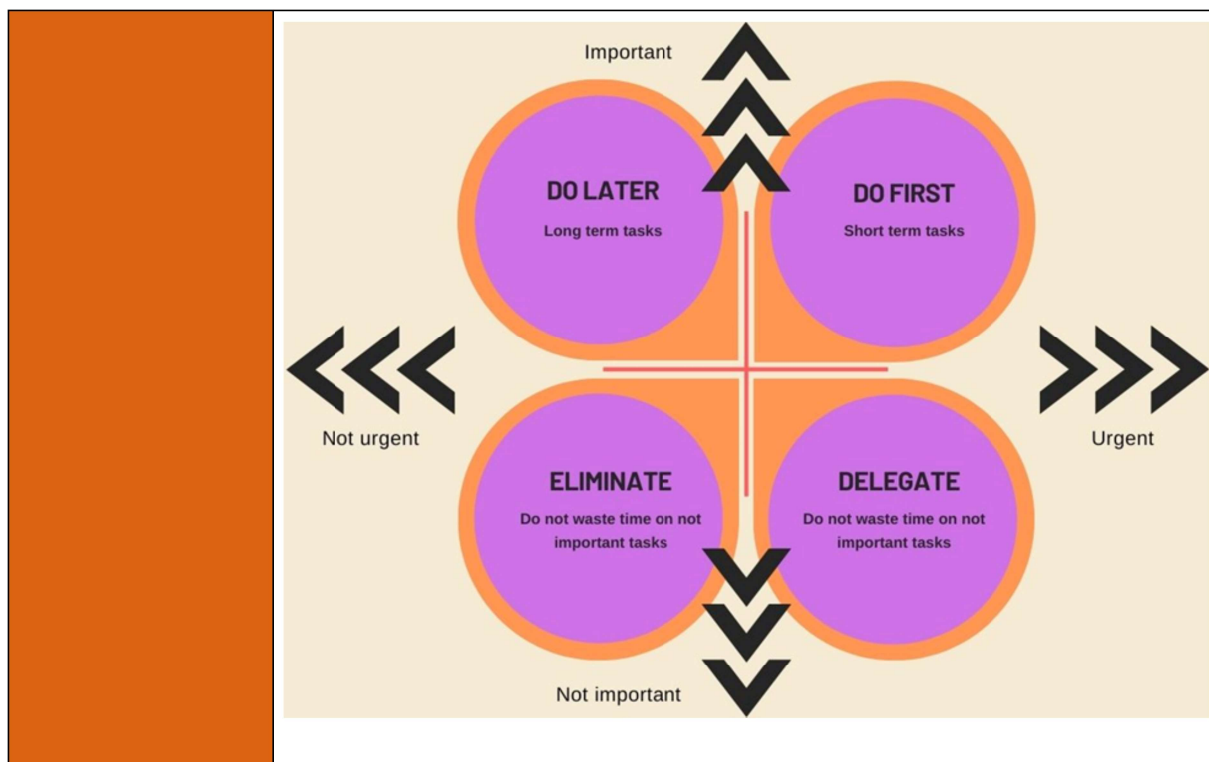 Important
DO LATER
Long term tasks
DO FIRST
Short term tasks
Not urgent
Urgent
ELIMINATE
Do not waste time on not
important tasks
DELEGATE
Do not waste time on not
important tasks
Not important